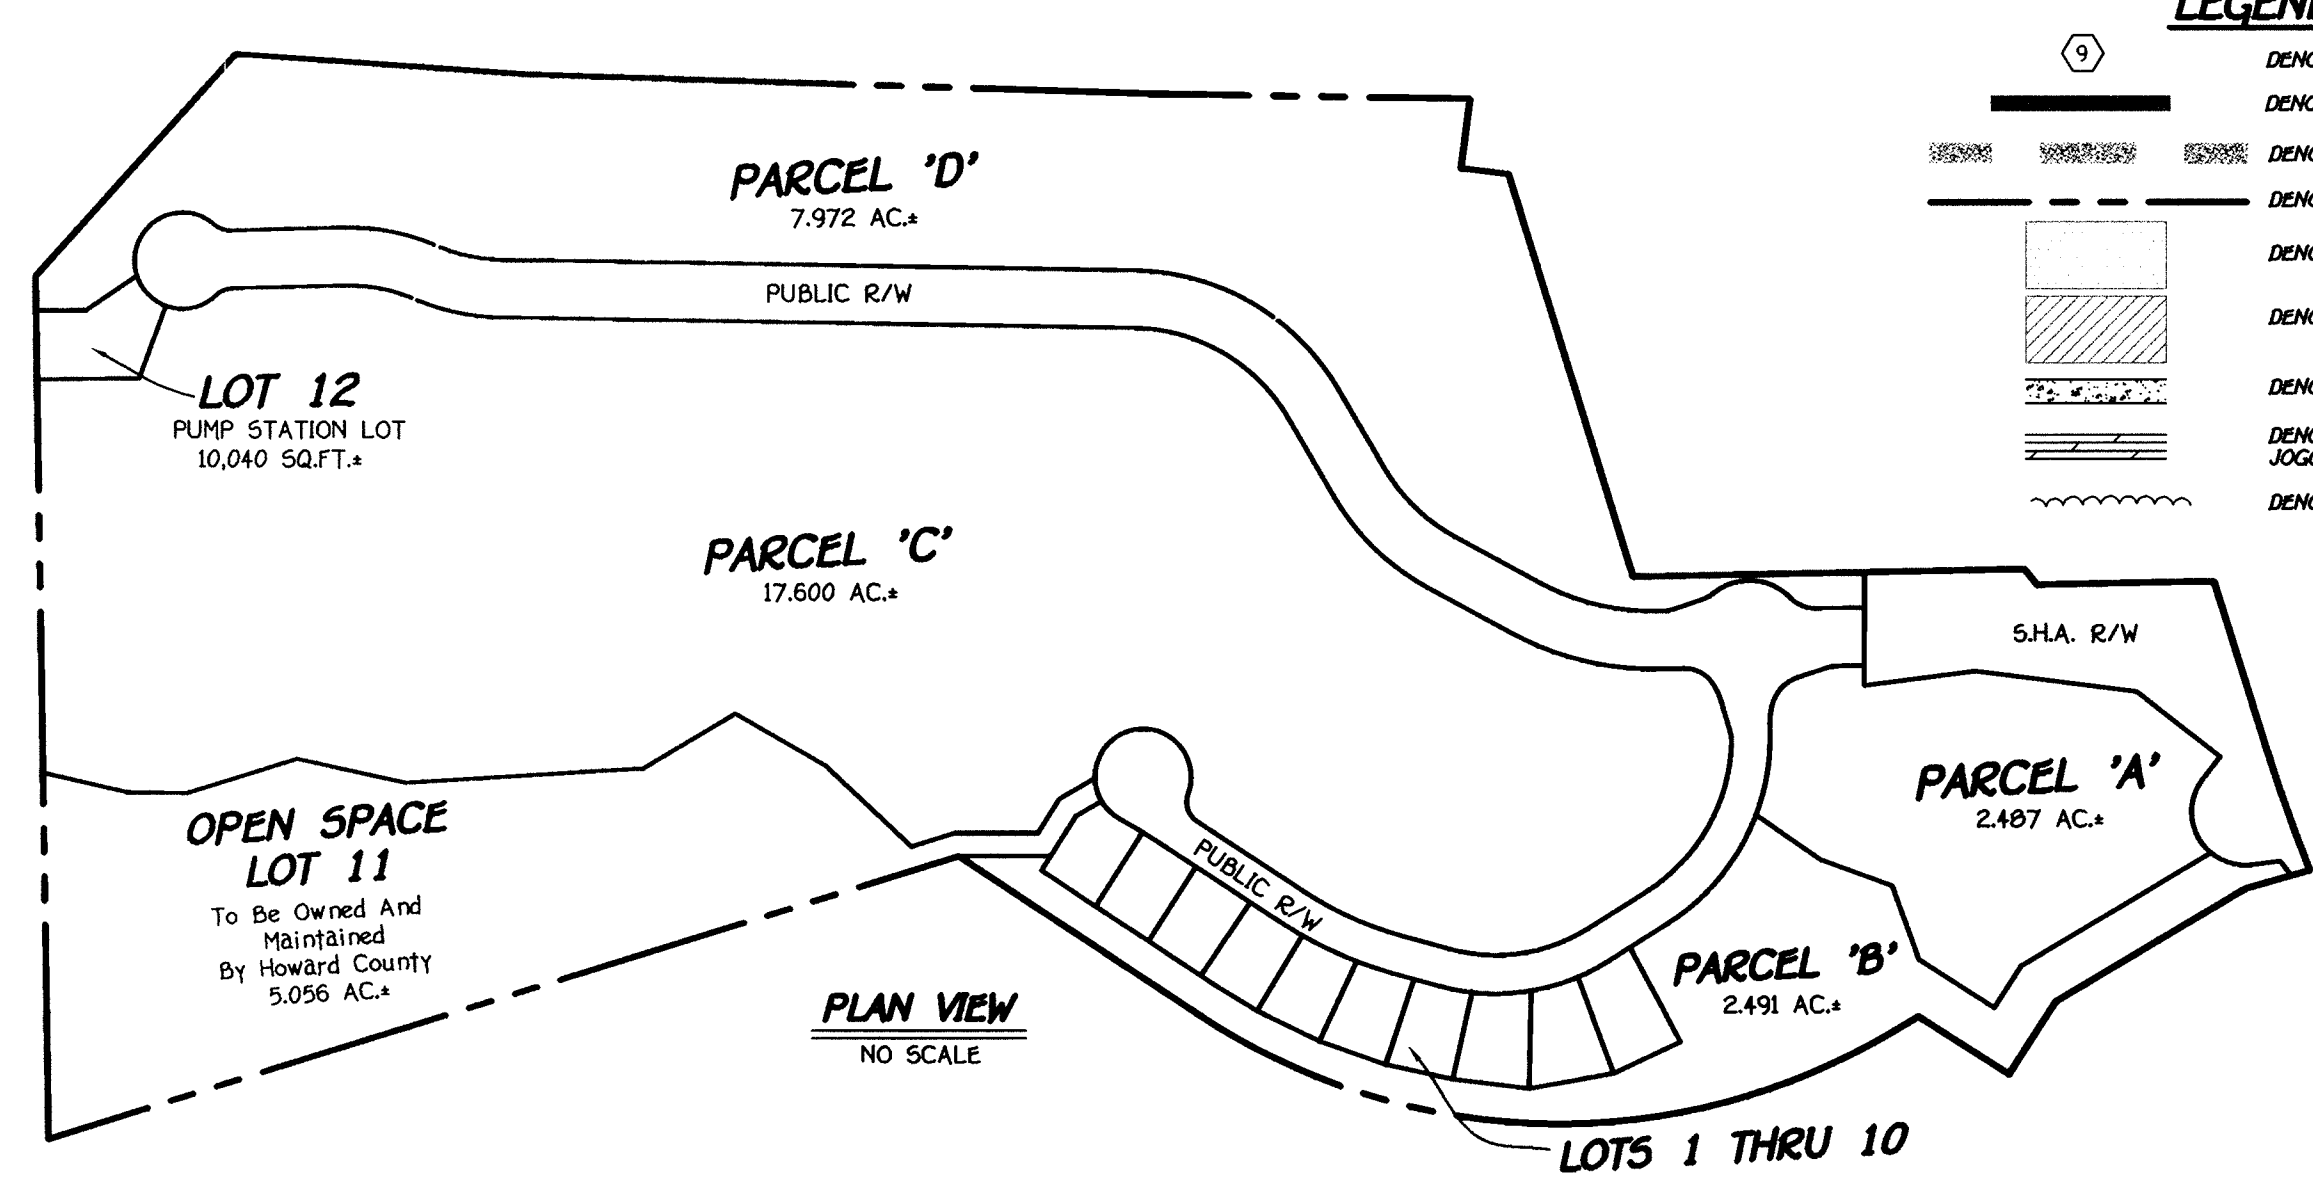 LEGEN
9
DENO
DENO
DENO
DENO
DENO
DENO
DENO
DENO
JOGG
DENO
PARCEL 'D'
7.972 AC.±
PUBLIC R/W
LOT 12
PUMP STATION LOT
10,040 SQ.FT.±
PARCEL 'C'
17.600 AC.±
S.H.A. R/W
PARCEL 'A'
2.487 AC.±
OPEN SPACE
LOT 11
To Be Owned And
Maintained
By Howard County
5.056 AC.±
PUBLIC R/W
PARCEL 'B'
2.491 AC.±
PLAN VIEW
NO SCALE
LOTS 1 THRU 10